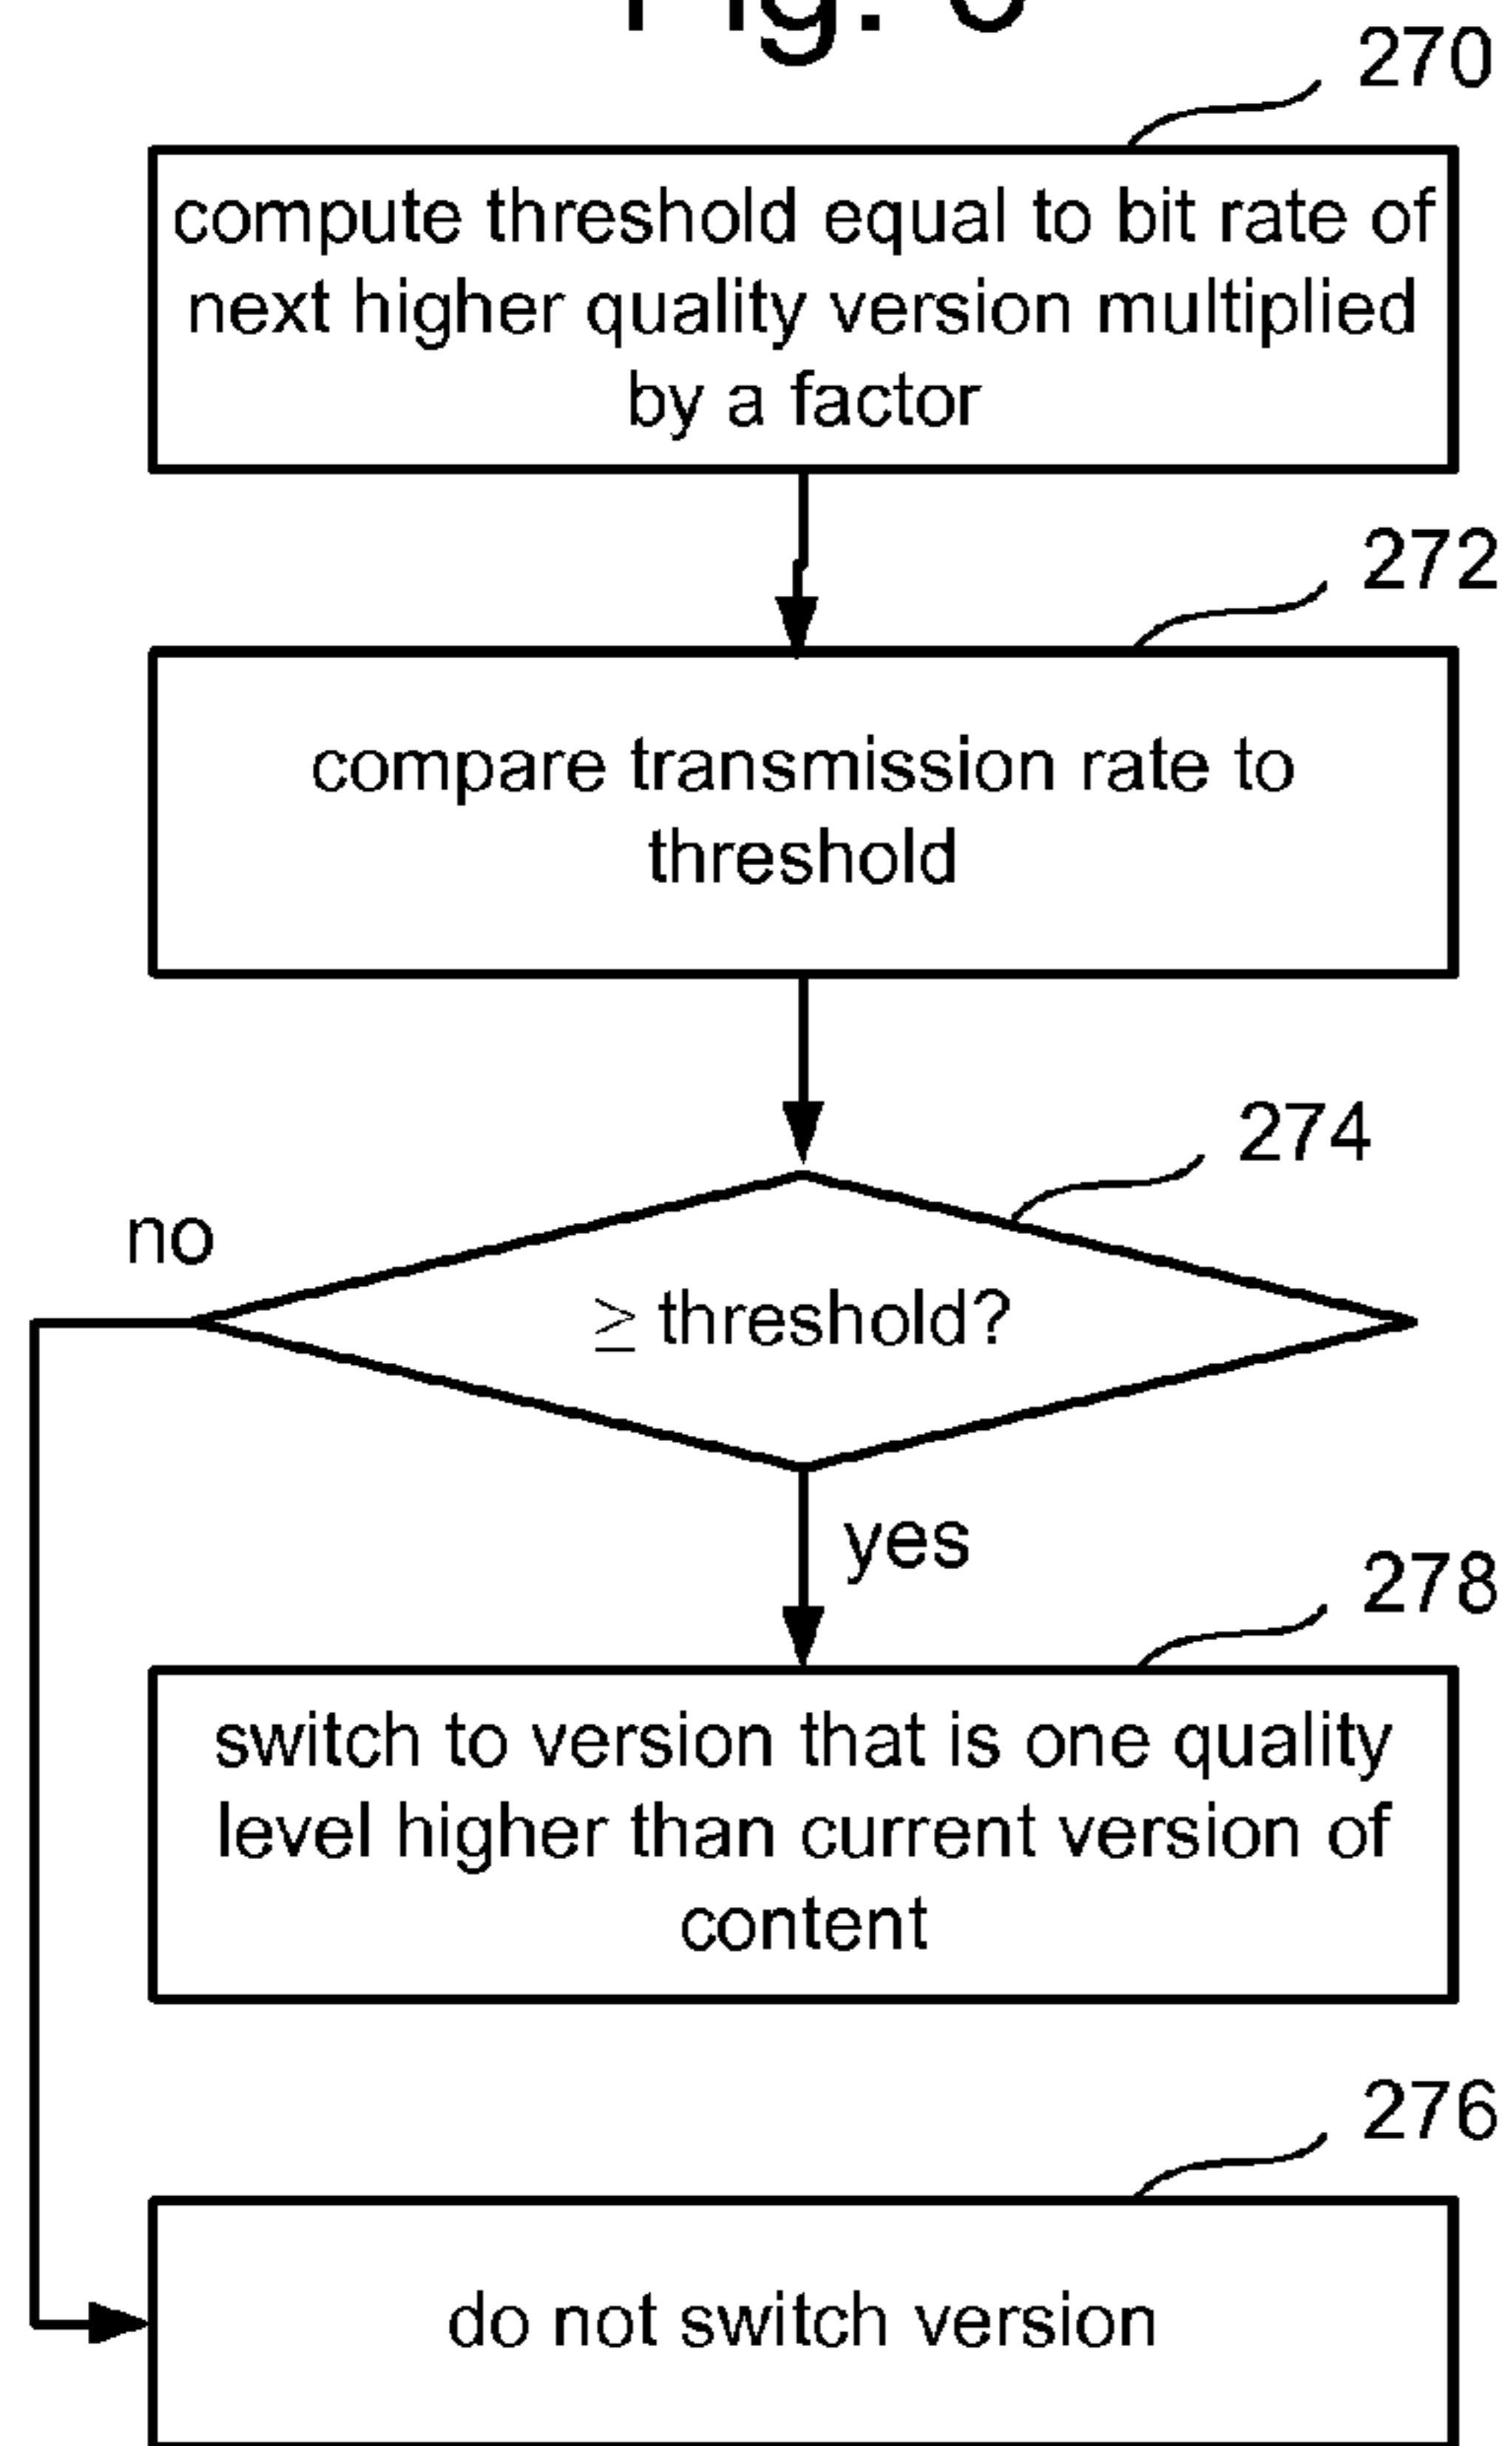 270
compute threshold equal to bit rate of
next higher quality version multiplied
by a factor
272
compare transmission rate to
threshold
274
no
≥ threshold?
yes
278
switch to version that is one quality
level higher than current version of
content
276
do not switch version